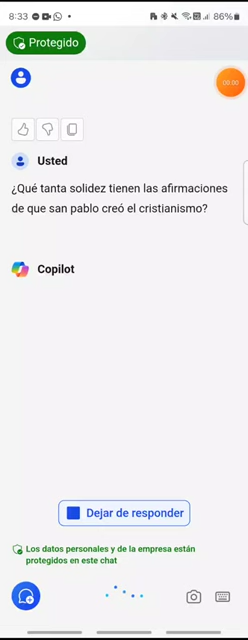 8:33
86%
Protegido
00:00
Usted
¿Qué tanta solidez tienen las afirmaciones
de que san pablo creó el cristianismo?
Copilot
Dejar de responder
Los datos personales y de la empresa están
protegidos en este chat